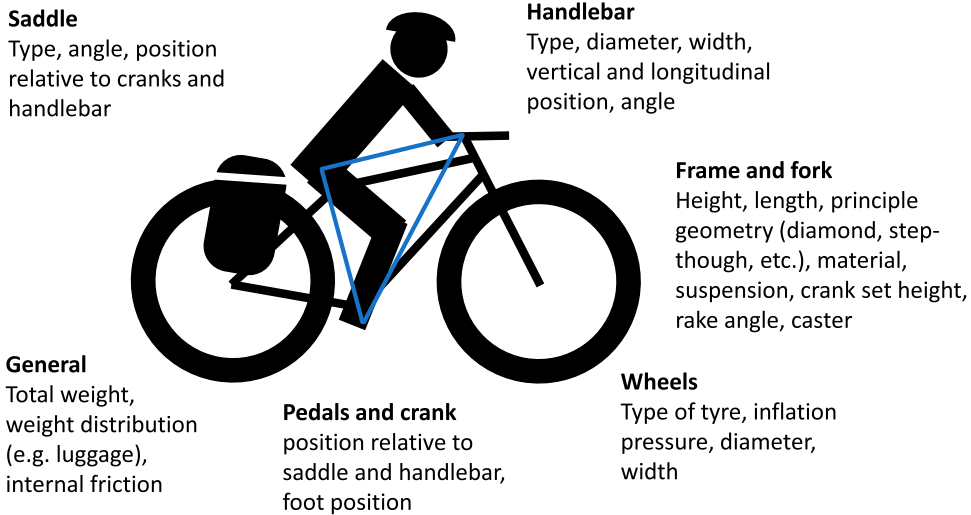 Saddle
Type, angle, position
relative to cranks and
handlebar
Handlebar
Type, diameter, width,
vertical and longitudinal
position, angle
Frame and fork
Height, length, principle
geometry (diamond, step-
though, etc.), material,
suspension, crank set height,
rake angle, caster
General
Total weight,
weight distribution
(e.g. luggage),
internal friction
Pedals and crank
position relative to
saddle and handlebar,
foot position
Wheels
Type of tyre, inflation
pressure, diameter,
width